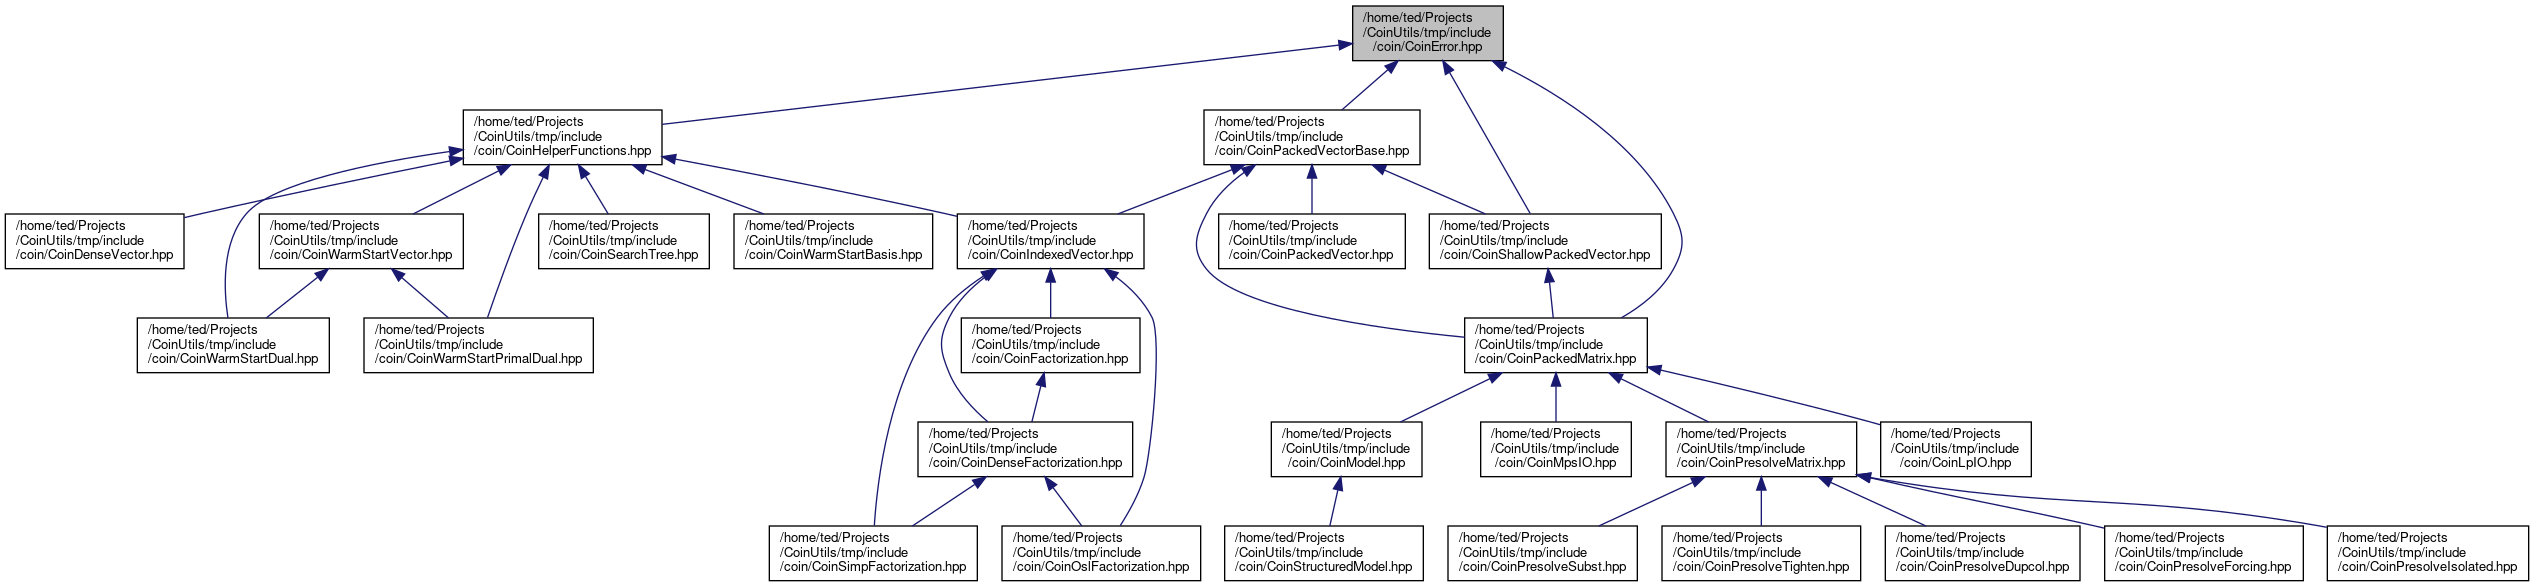 /home/ted/Projects
/CoinUtils/tmp/include
/coin/CoinError.hpp
/home/ted/Projects
/CoinUtils/tmp/include
/coin/CoinHelperFunctions.hpp
/home/ted/Projects
/CoinUtils/tmp/include
/coin/CoinPackedVectorBase.hpp
/home/ted/Projects
/CoinUtils/tmp/include
/coin/CoinDenseVector.hpp
/home/ted/Projects
/CoinUtils/tmp/include
/coin/CoinWarmStartVector.hpp
/home/ted/Projects
/CoinUtils/tmp/include
/coin/CoinSearchTree.hpp
/home/ted/Projects
/CoinUtils/tmp/include
/coin/CoinWarmStartBasis.hpp
/home/ted/Projects
/CoinUtils/tmp/include
/coin/CoinIndexedVector.hpp
/home/ted/Projects
/CoinUtils/tmp/include
/coin/CoinPackedVector.hpp
/home/ted/Projects
/CoinUtils/tmp/include
/coin/CoinShallowPackedVector.hpp
/home/ted/Projects
/CoinUtils/tmp/include
/coin/CoinWarmStartDual.hpp
/home/ted/Projects
/CoinUtils/tmp/include
/coin/CoinWarmStartPrimalDual.hpp
/home/ted/Projects
/CoinUtils/tmp/include
/coin/CoinFactorization.hpp
/home/ted/Projects
/CoinUtils/tmp/include
/coin/CoinPackedMatrix.hpp
/home/ted/Projects
/CoinUtils/tmp/include
/coin/CoinDenseFactorization.hpp
/home/ted/Projects
/CoinUtils/tmp/include
/coin/CoinModel.hpp
/home/ted/Projects
/CoinUtils/tmp/include
/coin/CoinMpsIO.hpp
/home/ted/Projects
/CoinUtils/tmp/include
/coin/CoinPresolveMatrix.hpp
/home/ted/Projects
/CoinUtils/tmp/include
/coin/CoinLpIO.hpp
/home/ted/Projects
/CoinUtils/tmp/include
/coin/CoinSimpFactorization.hpp
/home/ted/Projects
/CoinUtils/tmp/include
/coin/CoinOslFactorization.hpp
/home/ted/Projects
/CoinUtils/tmp/include
/coin/CoinStructuredModel.hpp
/home/ted/Projects
/CoinUtils/tmp/include
/coin/CoinPresolveSubst.hpp
/home/ted/Projects
/CoinUtils/tmp/include
/coin/CoinPresolveTighten.hpp
/home/ted/Projects
/CoinUtils/tmp/include
/coin/CoinPresolveDupcol.hpp
/home/ted/Projects
/CoinUtils/tmp/include
/coin/CoinPresolveForcing.hpp
/home/ted/Projects
/CoinUtils/tmp/include
/coin/CoinPresolveIsolated.hpp